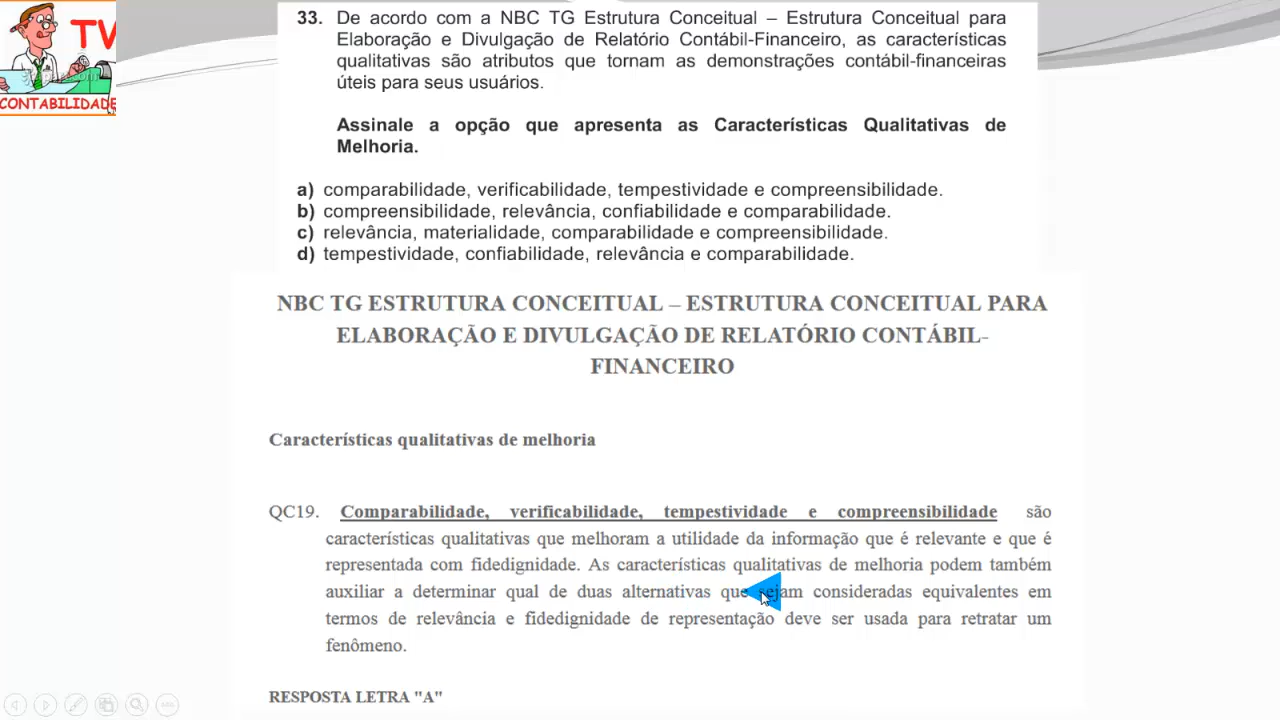 TV
CONTABILIDADE
33. De acordo com a NBC TG Estrutura Conceitual – Estrutura Conceitual para
Elaboração e Divulgação de Relatório Contábil-Financeiro, as características
qualitativas são atributos que tornam as demonstrações contábil-financeiras
úteis para seus usuários.
Assinale a opção que apresenta as Características Qualitativas de
Melhoria.
a) comparabilidade, verificabilidade, tempestividade e compreensibilidade.
b) compreensibilidade, relevância, confiabilidade e comparabilidade.
c) relevância, materialidade, comparabilidade e compreensibilidade.
d) tempestividade, confiabilidade, relevância e comparabilidade.
NBC TG ESTRUTURA CONCEITUAL – ESTRUTURA CONCEITUAL PARA
ELABORAÇÃO E DIVULGAÇÃO DE RELATÓRIO CONTÁBIL-
FINANCEIRO
Características qualitativas de melhoria
QC19. Comparabilidade, verificabilidade, tempestividade e compreensibilidade são
características qualitativas que melhoram a utilidade da informação que é relevante e que é
representada com fidedignidade. As características qualitativas de melhoria podem também
auxiliar a determinar qual de duas alternativas que sejam consideradas equivalentes em
termos de relevância e fidedignidade de representação deve ser usada para retratar um
fenômeno.
RESPOSTA LETRA "A"